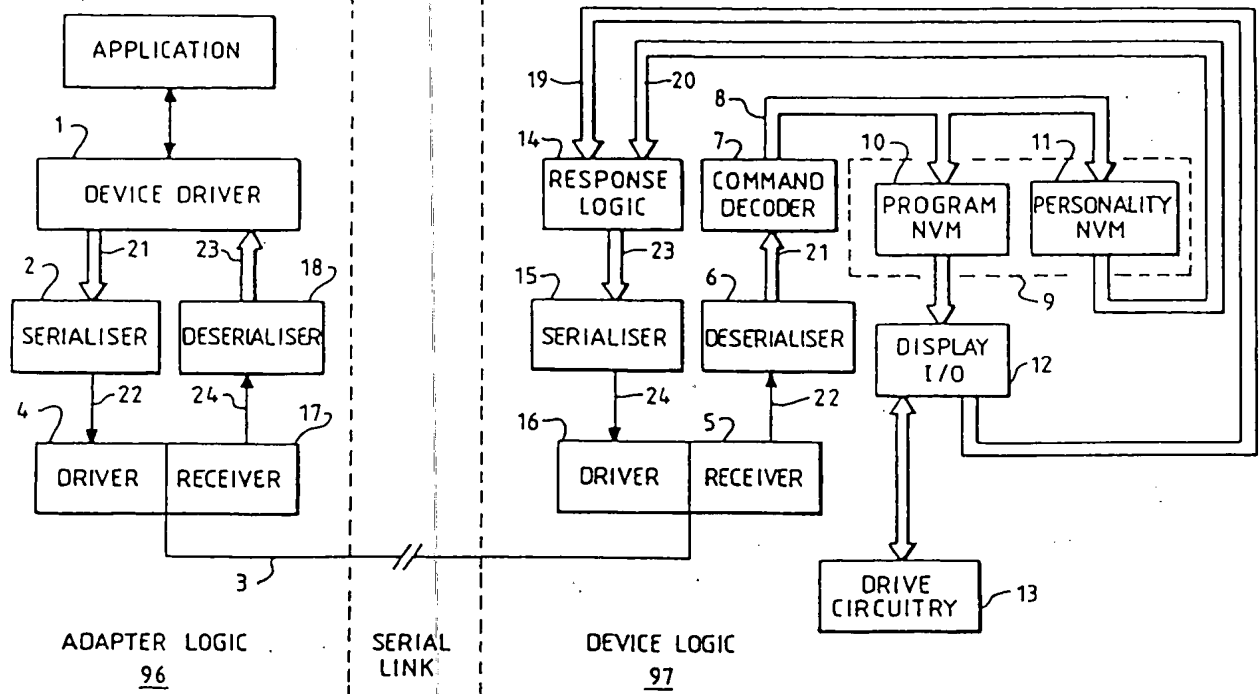 APPLICATION
1
DEVICE DRIVER
21
23
2
18
SERIALISER
DESERIALISER
22
24
4
17
DRIVER
RECEIVER
3
ADAPTER LOGIC
96
SERIAL
LINK
19
20
8
14
7
10
11
RESPONSE
LOGIC
COMMAND
DECODER
PROGRAM
NVM
PERSONALITY
NVM
23
21
9
15
6
SERIALISER
DESERIALISER
DISPLAY
I/O
12
24
22
16
5
DRIVER
RECEIVER
DRIVE
CIRCUITRY
13
DEVICE LOGIC
97